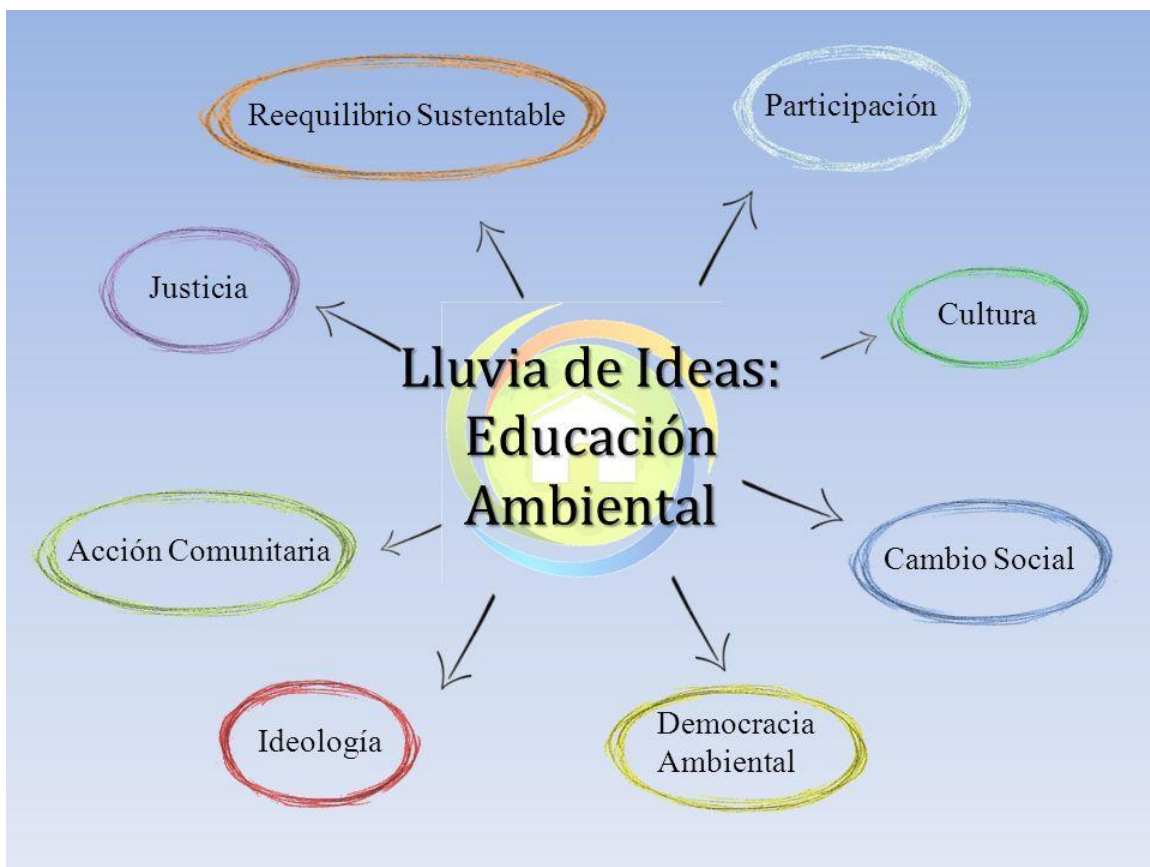 Reequilibrio Sustentable
Participación
Justicia
Cultura
Lluvia de Ideas:
Educación
Ambiental
Acción Comunitaria
Cambio Social
Ideología
Democracia
Ambiental